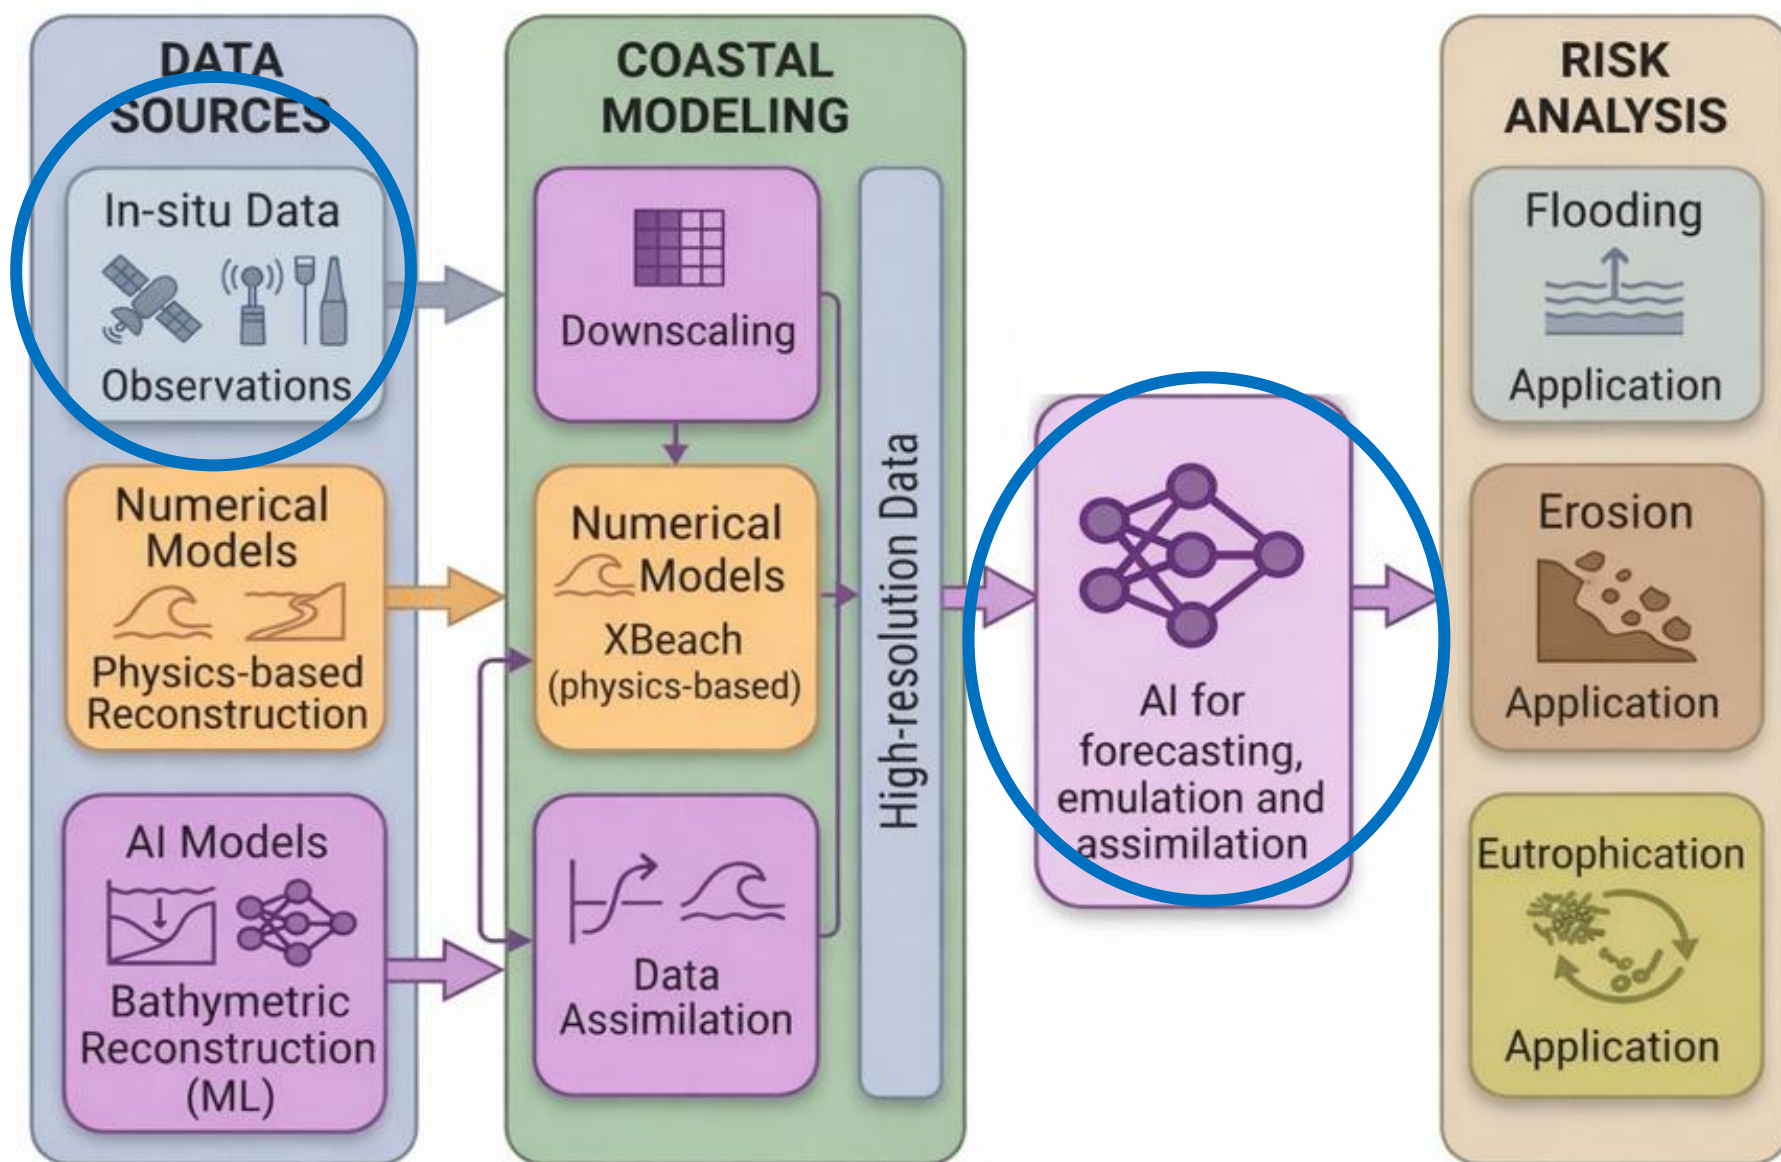 DATA
SOURCES
In-situ Data
Observations
Numerical
Models
Physics-based
Reconstruction
AI Models
Bathymetric
Reconstruction
(ML)
COASTAL
MODELING
Downscaling
Numerical
Models
XBeach
(physics-based)
Data
Assimilation
High-resolution Data
AI for
forecasting,
emulation and
assimilation
RISK
ANALYSIS
Flooding
Application
Erosion
Application
Eutrophication
Application